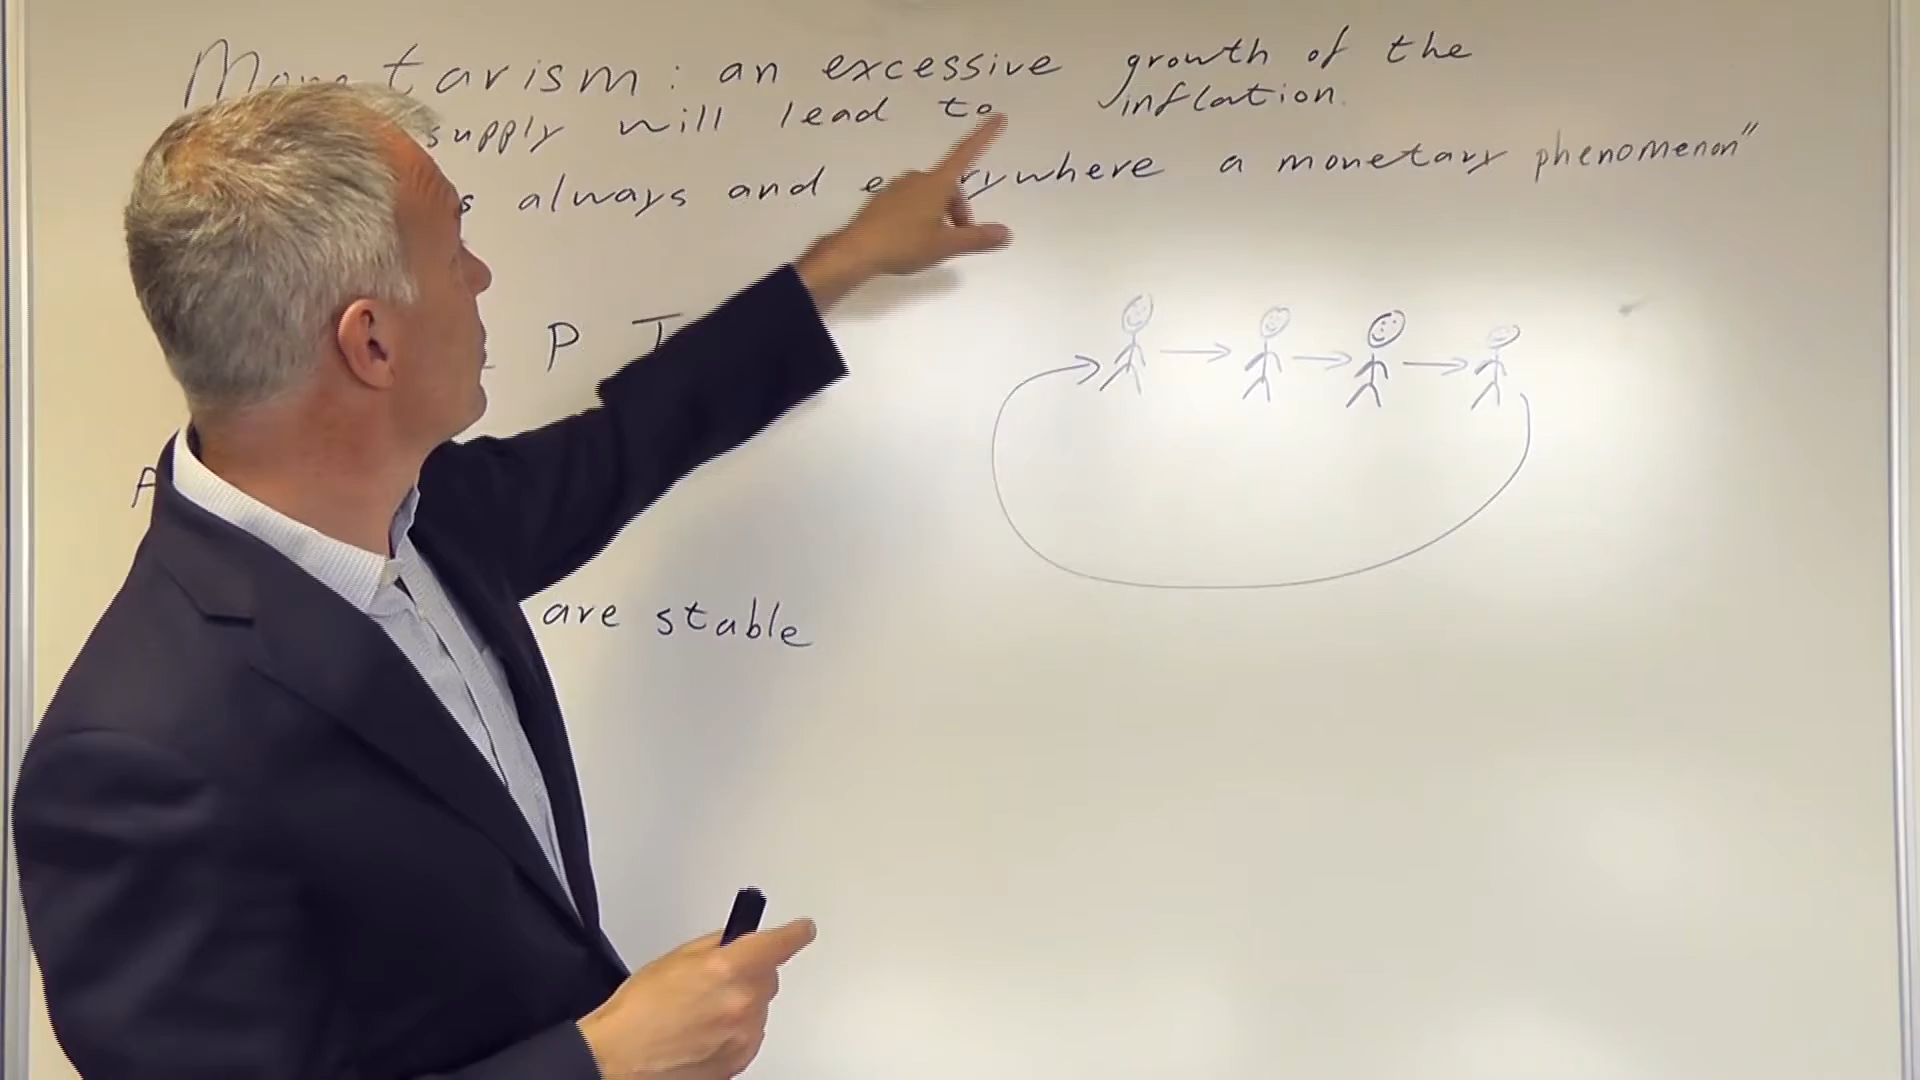 Monetarism: an excessive growth of the
supply will lead to inflation.
always and everywhere a monetary phenomenon"
P T
A
are stable